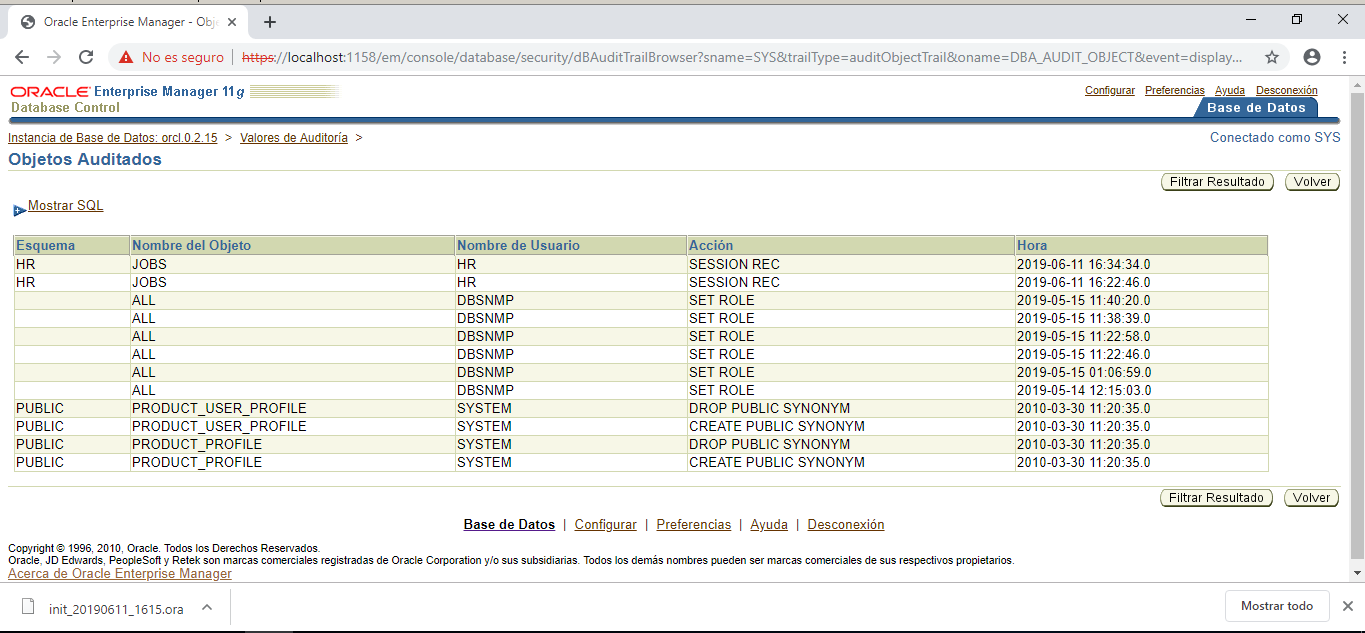 Oracle Enterprise Manager - Obj
No es seguro https://localhost:1158/em/console/database/security/dBAuditTrailBrowser?sname=SYS&trailType=auditObjectTrail&oname=DBA_AUDIT_OBJECT&event=display...
ORACLE Enterprise Manager 11g
Database Control
Configurar Preferencias Ayuda Desconexión
Base de Datos
Instancia de Base de Datos: orcl.0.2.15 > Valores de Auditoría >
Conectado como SYS
Objetos Auditados
Filtrar Resultado Volver
Mostrar SQL
Esquema Nombre del Objeto Nombre de Usuario Acción Hora
HR JOBS HR SESSION REC 2019-06-11 16:34:34.0
HR JOBS HR SESSION REC 2019-06-11 16:22:46.0
ALL DBSNMP SET ROLE 2019-05-15 11:40:20.0
ALL DBSNMP SET ROLE 2019-05-15 11:38:39.0
ALL DBSNMP SET ROLE 2019-05-15 11:22:58.0
ALL DBSNMP SET ROLE 2019-05-15 11:22:46.0
ALL DBSNMP SET ROLE 2019-05-15 01:06:59.0
ALL DBSNMP SET ROLE 2019-05-14 12:15:03.0
PUBLIC PRODUCT_USER_PROFILE SYSTEM DROP PUBLIC SYNONYM 2010-03-30 11:20:35.0
PUBLIC PRODUCT_USER_PROFILE SYSTEM CREATE PUBLIC SYNONYM 2010-03-30 11:20:35.0
PUBLIC PRODUCT_PROFILE SYSTEM DROP PUBLIC SYNONYM 2010-03-30 11:20:35.0
PUBLIC PRODUCT_PROFILE SYSTEM CREATE PUBLIC SYNONYM 2010-03-30 11:20:35.0
Filtrar Resultado Volver
Base de Datos | Configurar | Preferencias | Ayuda | Desconexión
Copyright © 1996, 2010, Oracle. Todos los Derechos Reservados.
Oracle, JD Edwards, PeopleSoft y Retek son marcas comerciales registradas de Oracle Corporation y/o sus subsidiarias. Todos los demás nombres pueden ser marcas comerciales de sus respectivos propietarios.
Acerca de Oracle Enterprise Manager
init_20190611_1615.ora
Mostrar todo